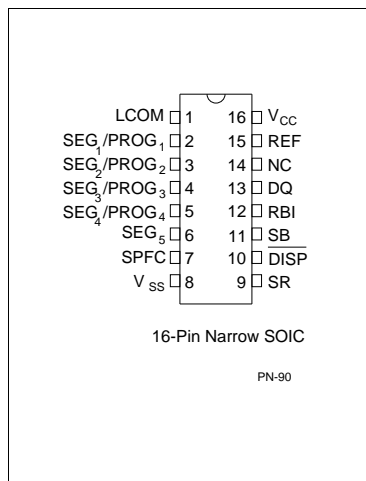 LCOM 1 16 VCC
SEG1/PROG1 2 15 REF
SEG2/PROG2 3 14 NC
SEG3/PROG3 4 13 DQ
SEG4/PROG4 5 12 RBI
SEG5 6 11 SB
SPFC 7 10 DISP
VSS 8 9 SR
16-Pin Narrow SOIC
PN-90